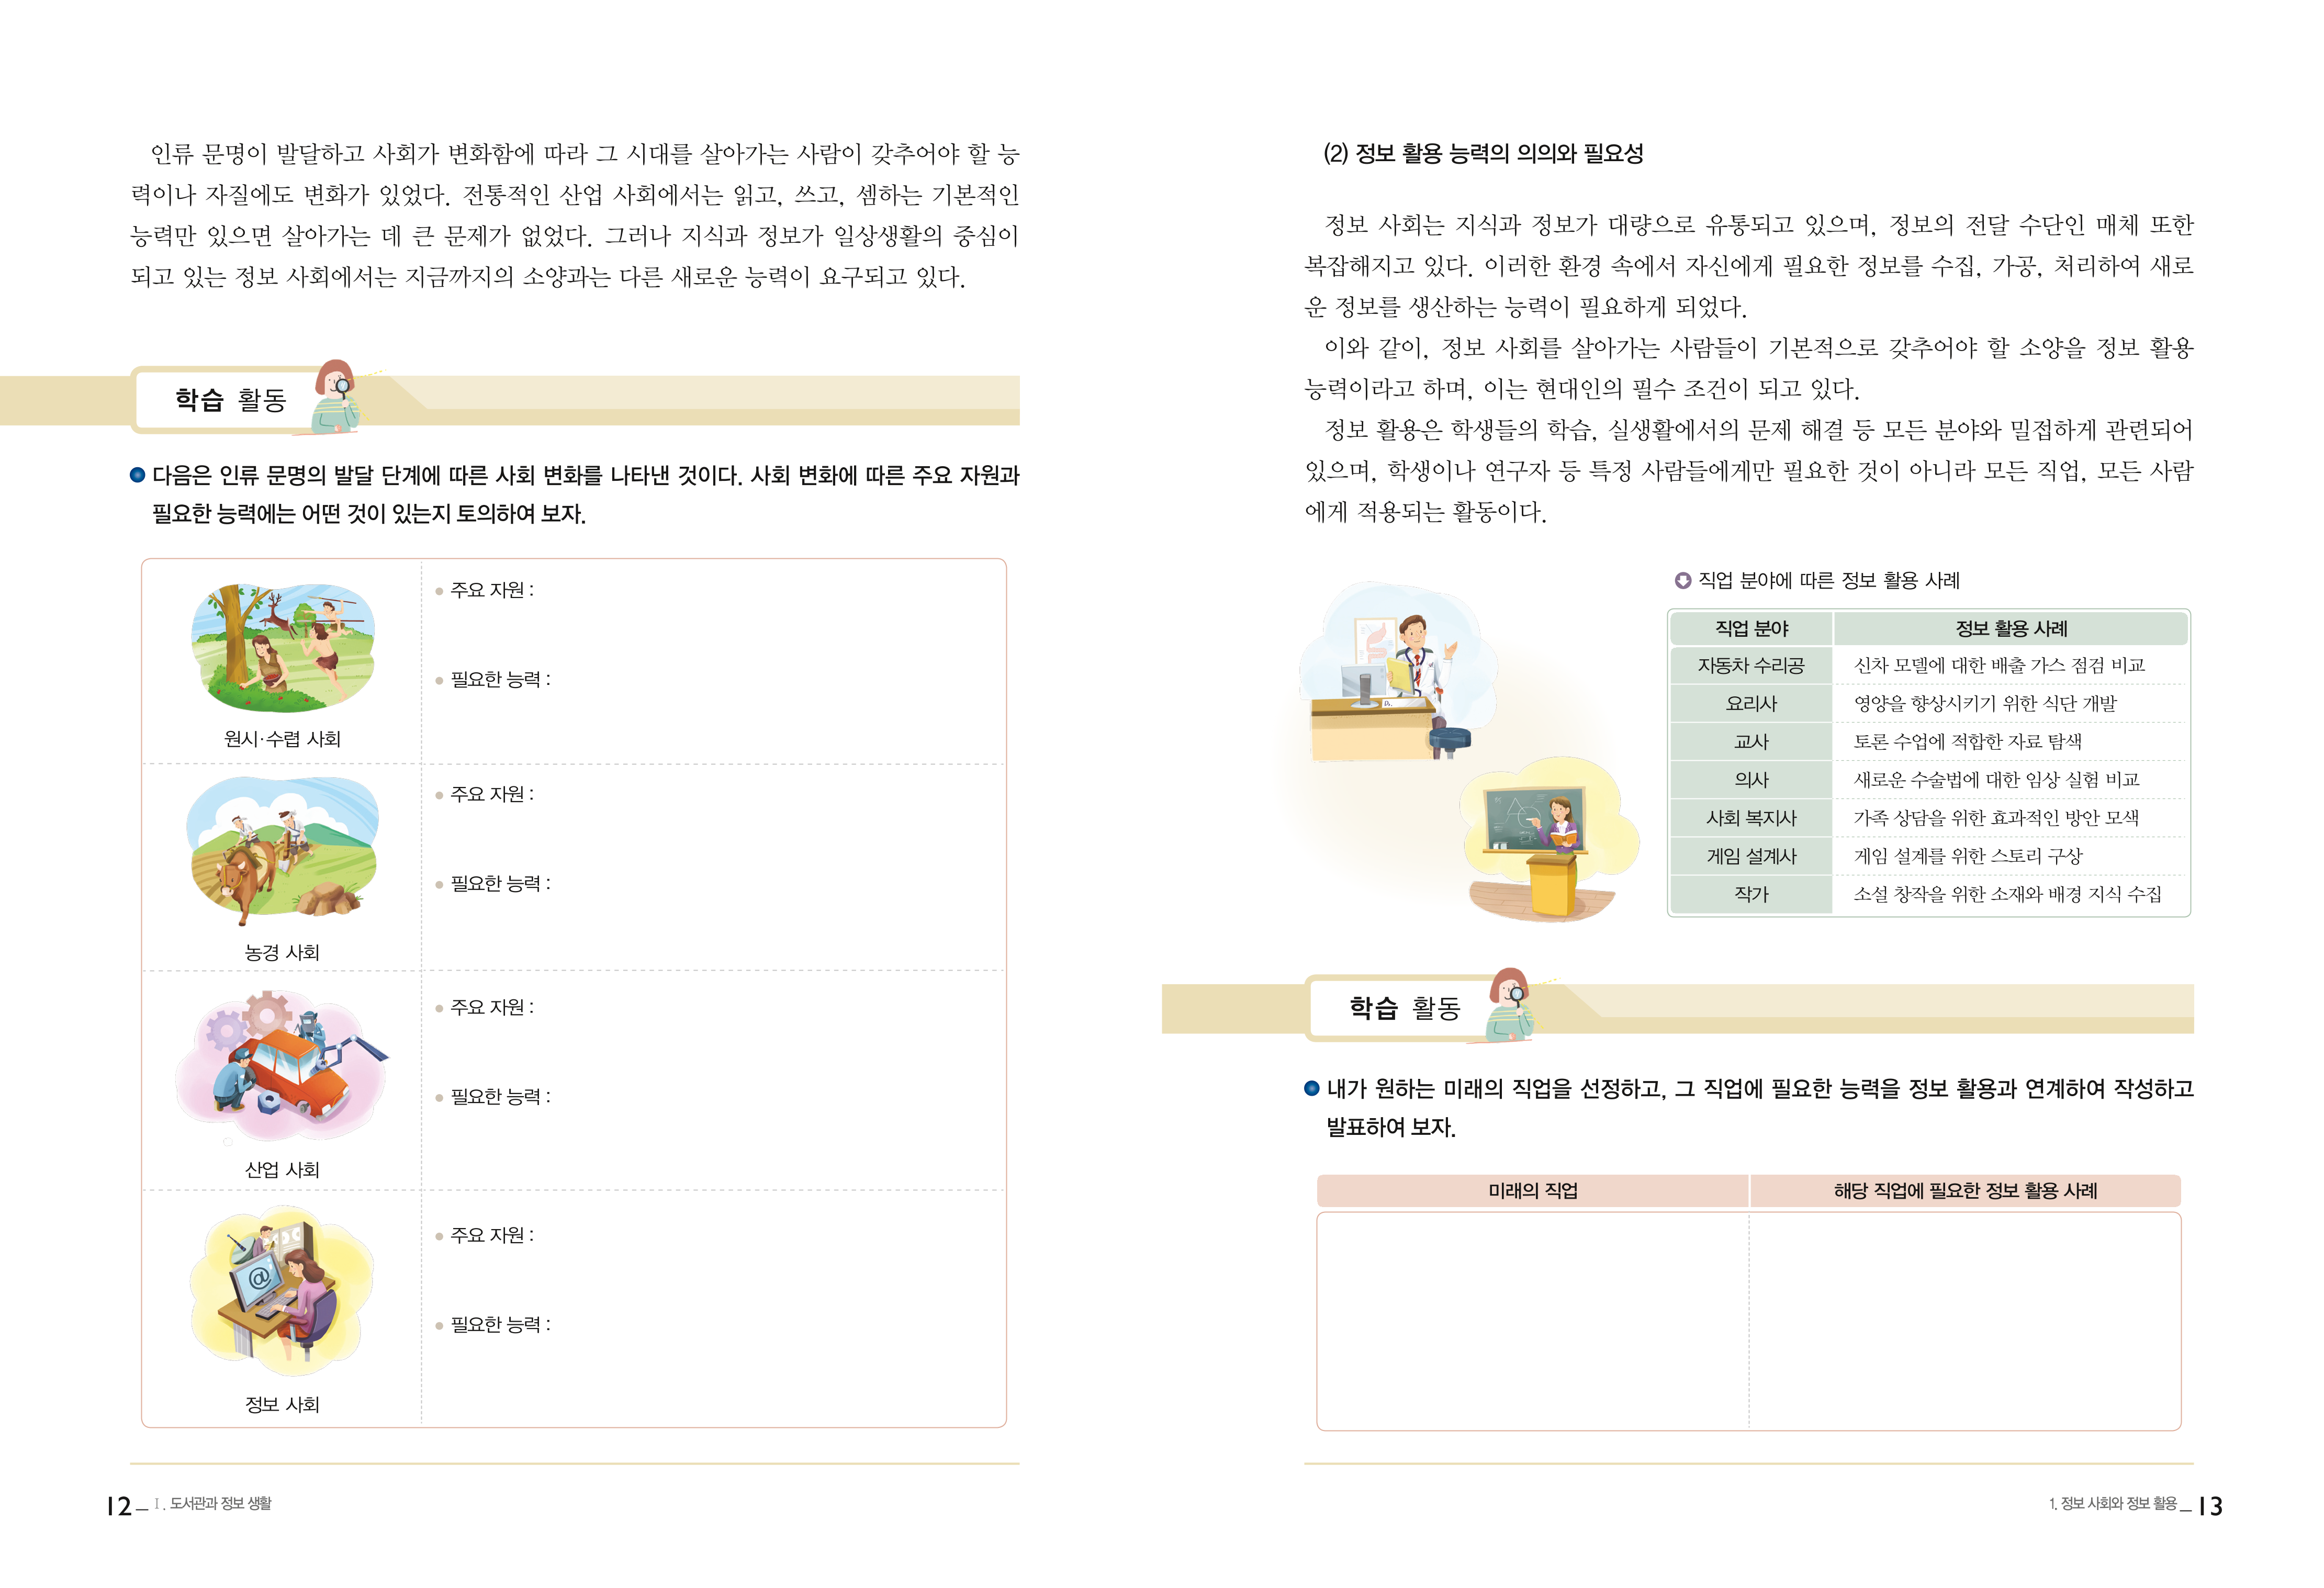 인류 문명이 발달하고 사회가 변화함에 따라 그 시대를 살아가는 사람이 갖추어야 할 능
력이나 자질에도 변화가 있었다. 전통적인 산업 사회에서는 읽고, 쓰고, 셈하는 기본적인
능력만 있으면 살아가는 데 큰 문제가 없었다. 그러나 지식과 정보가 일상생활의 중심이
되고 있는 정보 사회에서는 지금까지의 소양과는 다른 새로운 능력이 요구되고 있다.
학습 활동
다음은 인류 문명의 발달 단계에 따른 사회 변화를 나타낸 것이다. 사회 변화에 따른 주요 자원과
필요한 능력에는 어떤 것이 있는지 토의하여 보자.
주요 자원 :
필요한 능력 :
원시·수렵 사회
주요 자원 :
필요한 능력 :
농경 사회
주요 자원 :
필요한 능력 :
산업 사회
@
주요 자원 :
필요한 능력 :
정보 사회
12 _ Ⅰ. 도서관과 정보 생활
(2) 정보 활용 능력의 의의와 필요성
정보 사회는 지식과 정보가 대량으로 유통되고 있으며, 정보의 전달 수단인 매체 또한
복잡해지고 있다. 이러한 환경 속에서 자신에게 필요한 정보를 수집, 가공, 처리하여 새로
운 정보를 생산하는 능력이 필요하게 되었다.
이와 같이, 정보 사회를 살아가는 사람들이 기본적으로 갖추어야 할 소양을 정보 활용
능력이라고 하며, 이는 현대인의 필수 조건이 되고 있다.
정보 활용은 학생들의 학습, 실생활에서의 문제 해결 등 모든 분야와 밀접하게 관련되어
있으며, 학생이나 연구자 등 특정 사람들에게만 필요한 것이 아니라 모든 직업, 모든 사람
에게 적용되는 활동이다.
Dr.
직업 분야에 따른 정보 활용 사례
직업 분야 정보 활용 사례
자동차 수리공 신차 모델에 대한 배출 가스 점검 비교
요리사 영양을 향상시키기 위한 식단 개발
교사 토론 수업에 적합한 자료 탐색
의사 새로운 수술법에 대한 임상 실험 비교
사회 복지사 가족 상담을 위한 효과적인 방안 모색
게임 설계사 게임 설계를 위한 스토리 구상
작가 소설 창작을 위한 소재와 배경 지식 수집
학습 활동
내가 원하는 미래의 직업을 선정하고, 그 직업에 필요한 능력을 정보 활용과 연계하여 작성하고
발표하여 보자.
미래의 직업 해당 직업에 필요한 정보 활용 사례
1. 정보 사회와 정보 활용 _ 13